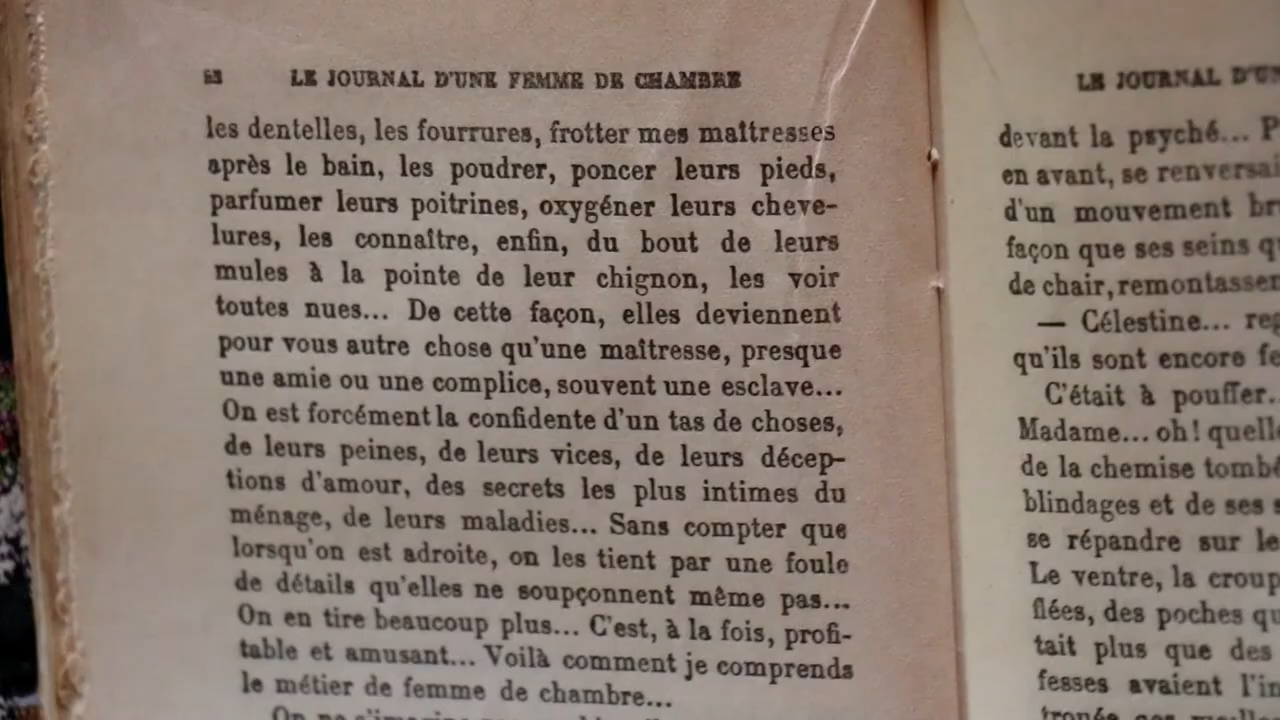 LE JOURNAL D'UNE FEMME DE CHAMBRE
les dentelles, les fourrures, frotter mes maîtresses
après le bain, les poudrer, poncer leurs pieds,
parfumer leurs poitrines, oxygéner leurs cheve-
lures, les connaître, enfin, du bout de leurs
mules à la pointe de leur chignon, les voir
toutes nues... De cette façon, elles deviennent
pour vous autre chose qu'une maîtresse, presque
une amie ou une complice, souvent une esclave...
On est forcément la confidente d'un tas de choses,
de leurs peines, de leurs vices, de leurs décep-
tions d'amour, des secrets les plus intimes du
ménage, de leurs maladies... Sans compter que
lorsqu'on est adroite, on les tient par une foule
de détails qu'elles ne soupçonnent même pas...
On en tire beaucoup plus... C'est, à la fois, profi-
table et amusant... Voilà comment je comprends
le métier de femme de chambre...
LE JOURNAL
devant la psyché...
en avant, se
d'un mouvement
façon que ses seins
de chair, 
— Célestine...
qu'ils sont encore
C'était à pouffer.
Madame... oh!
de la chemise
blindages et de ses
se répandre sur
Le ventre, la
flées, des poches
tait plus que des
fesses avaient